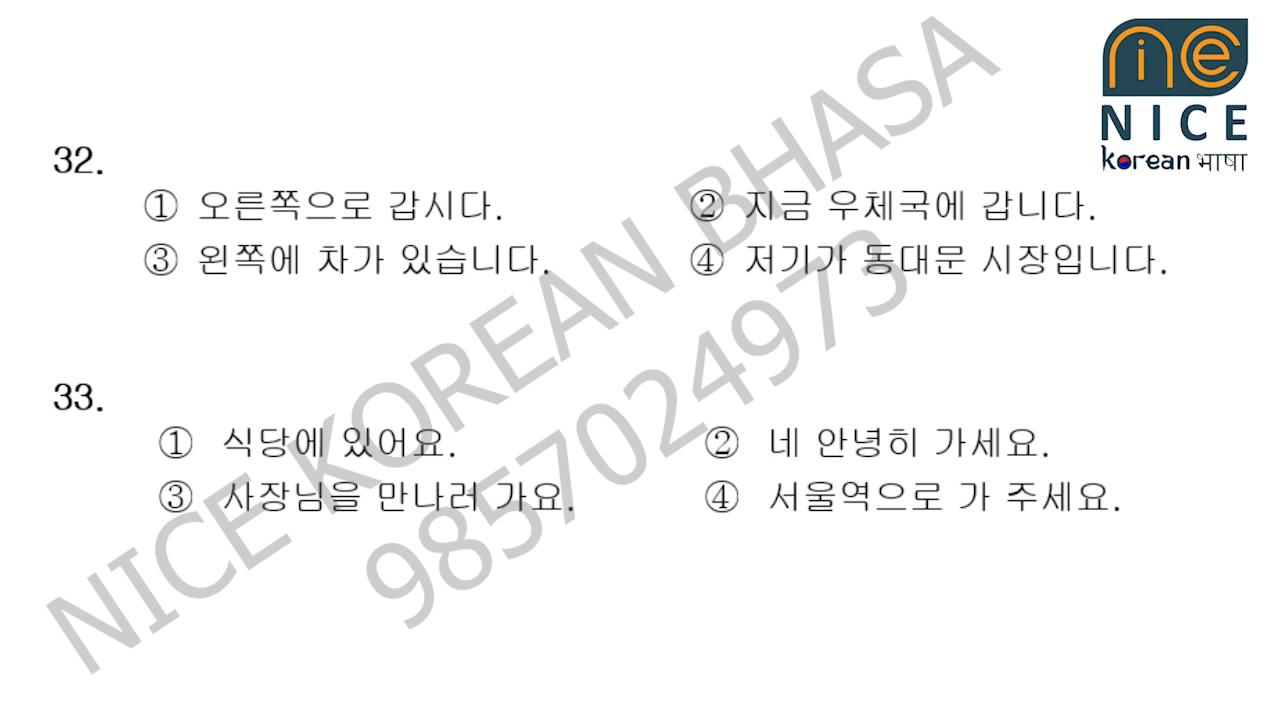 NICE
korean भाषा
32.
① 오른쪽으로 갑시다. ② 지금 우체국에 갑니다.
③ 왼쪽에 차가 있습니다. ④ 저기가 동대문 시장입니다.
33.
① 식당에 있어요. ② 네 안녕히 가세요.
③ 사장님을 만나러 가요. ④ 서울역으로 가 주세요.
NICE KOREAN BHASA
9857024973